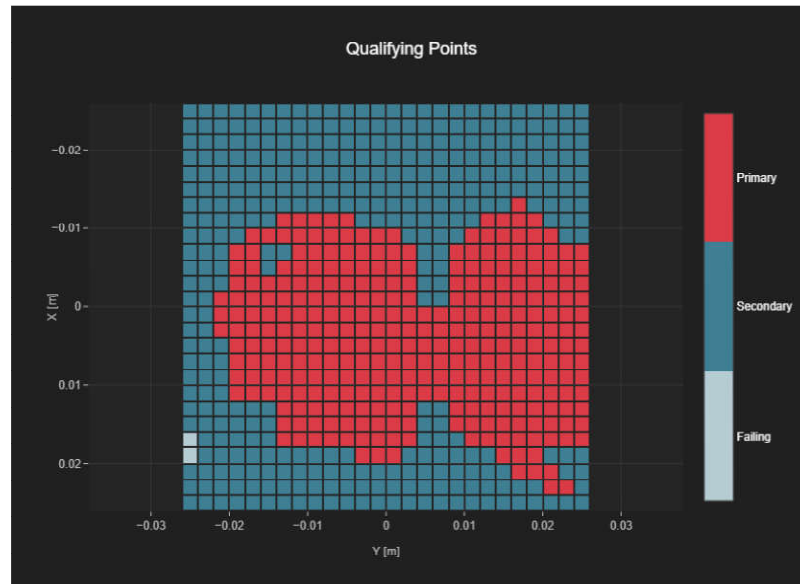 Qualifying Points
−0.02
−0.01
0
0.01
0.02
X [m]
−0.03 −0.02 −0.01 0 0.01 0.02 0.03
Y [m]
Primary
Secondary
Failing